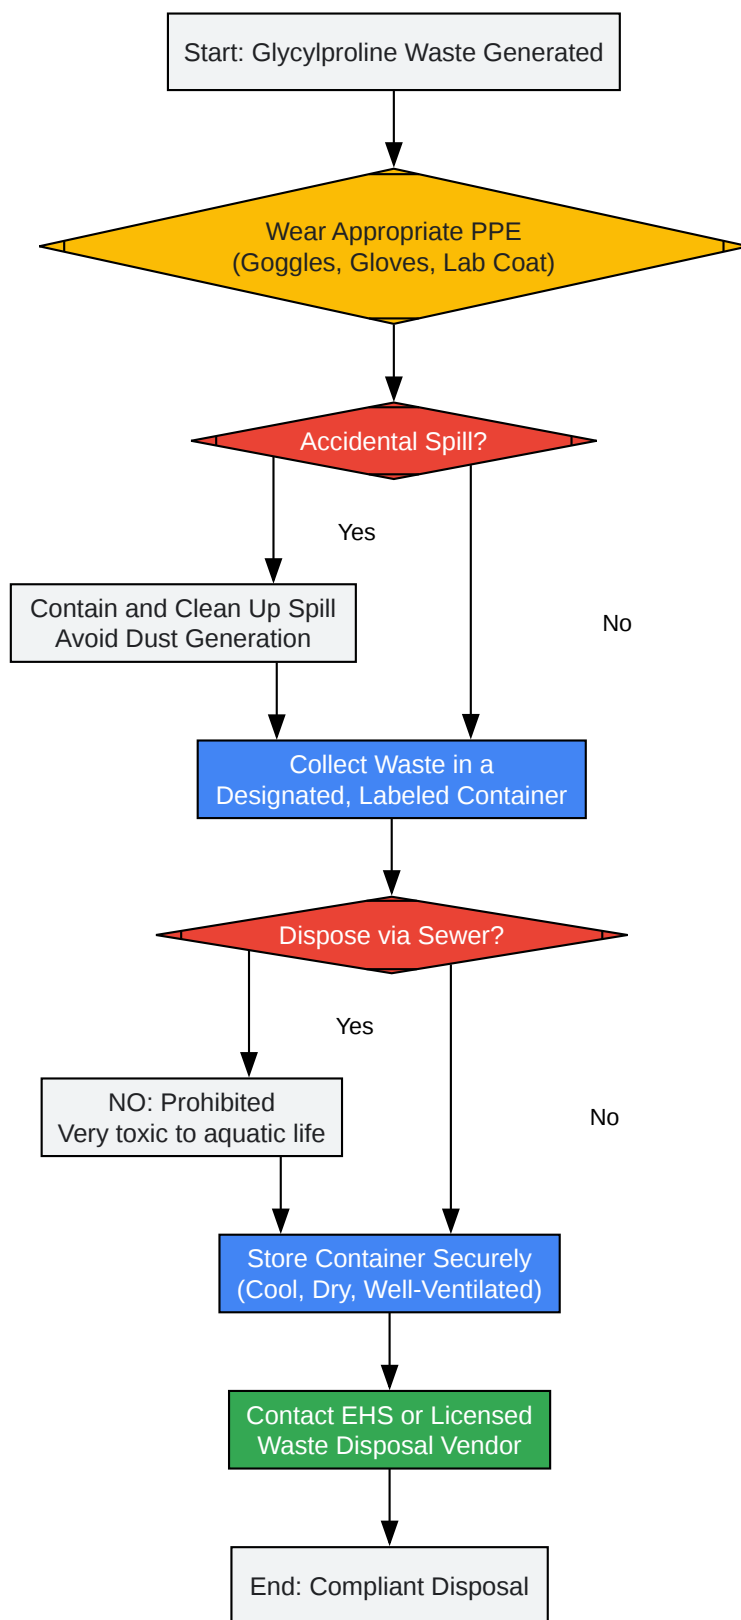 Start: Glycylproline Waste Generated
Wear Appropriate PPE
(Goggles, Gloves, Lab Coat)
Accidental Spill?
Yes
Contain and Clean Up Spill
Avoid Dust Generation
No
Collect Waste in a
Designated, Labeled Container
Dispose via Sewer?
Yes
NO: Prohibited
Very toxic to aquatic life
No
Store Container Securely
(Cool, Dry, Well-Ventilated)
Contact EHS or Licensed
Waste Disposal Vendor
End: Compliant Disposal